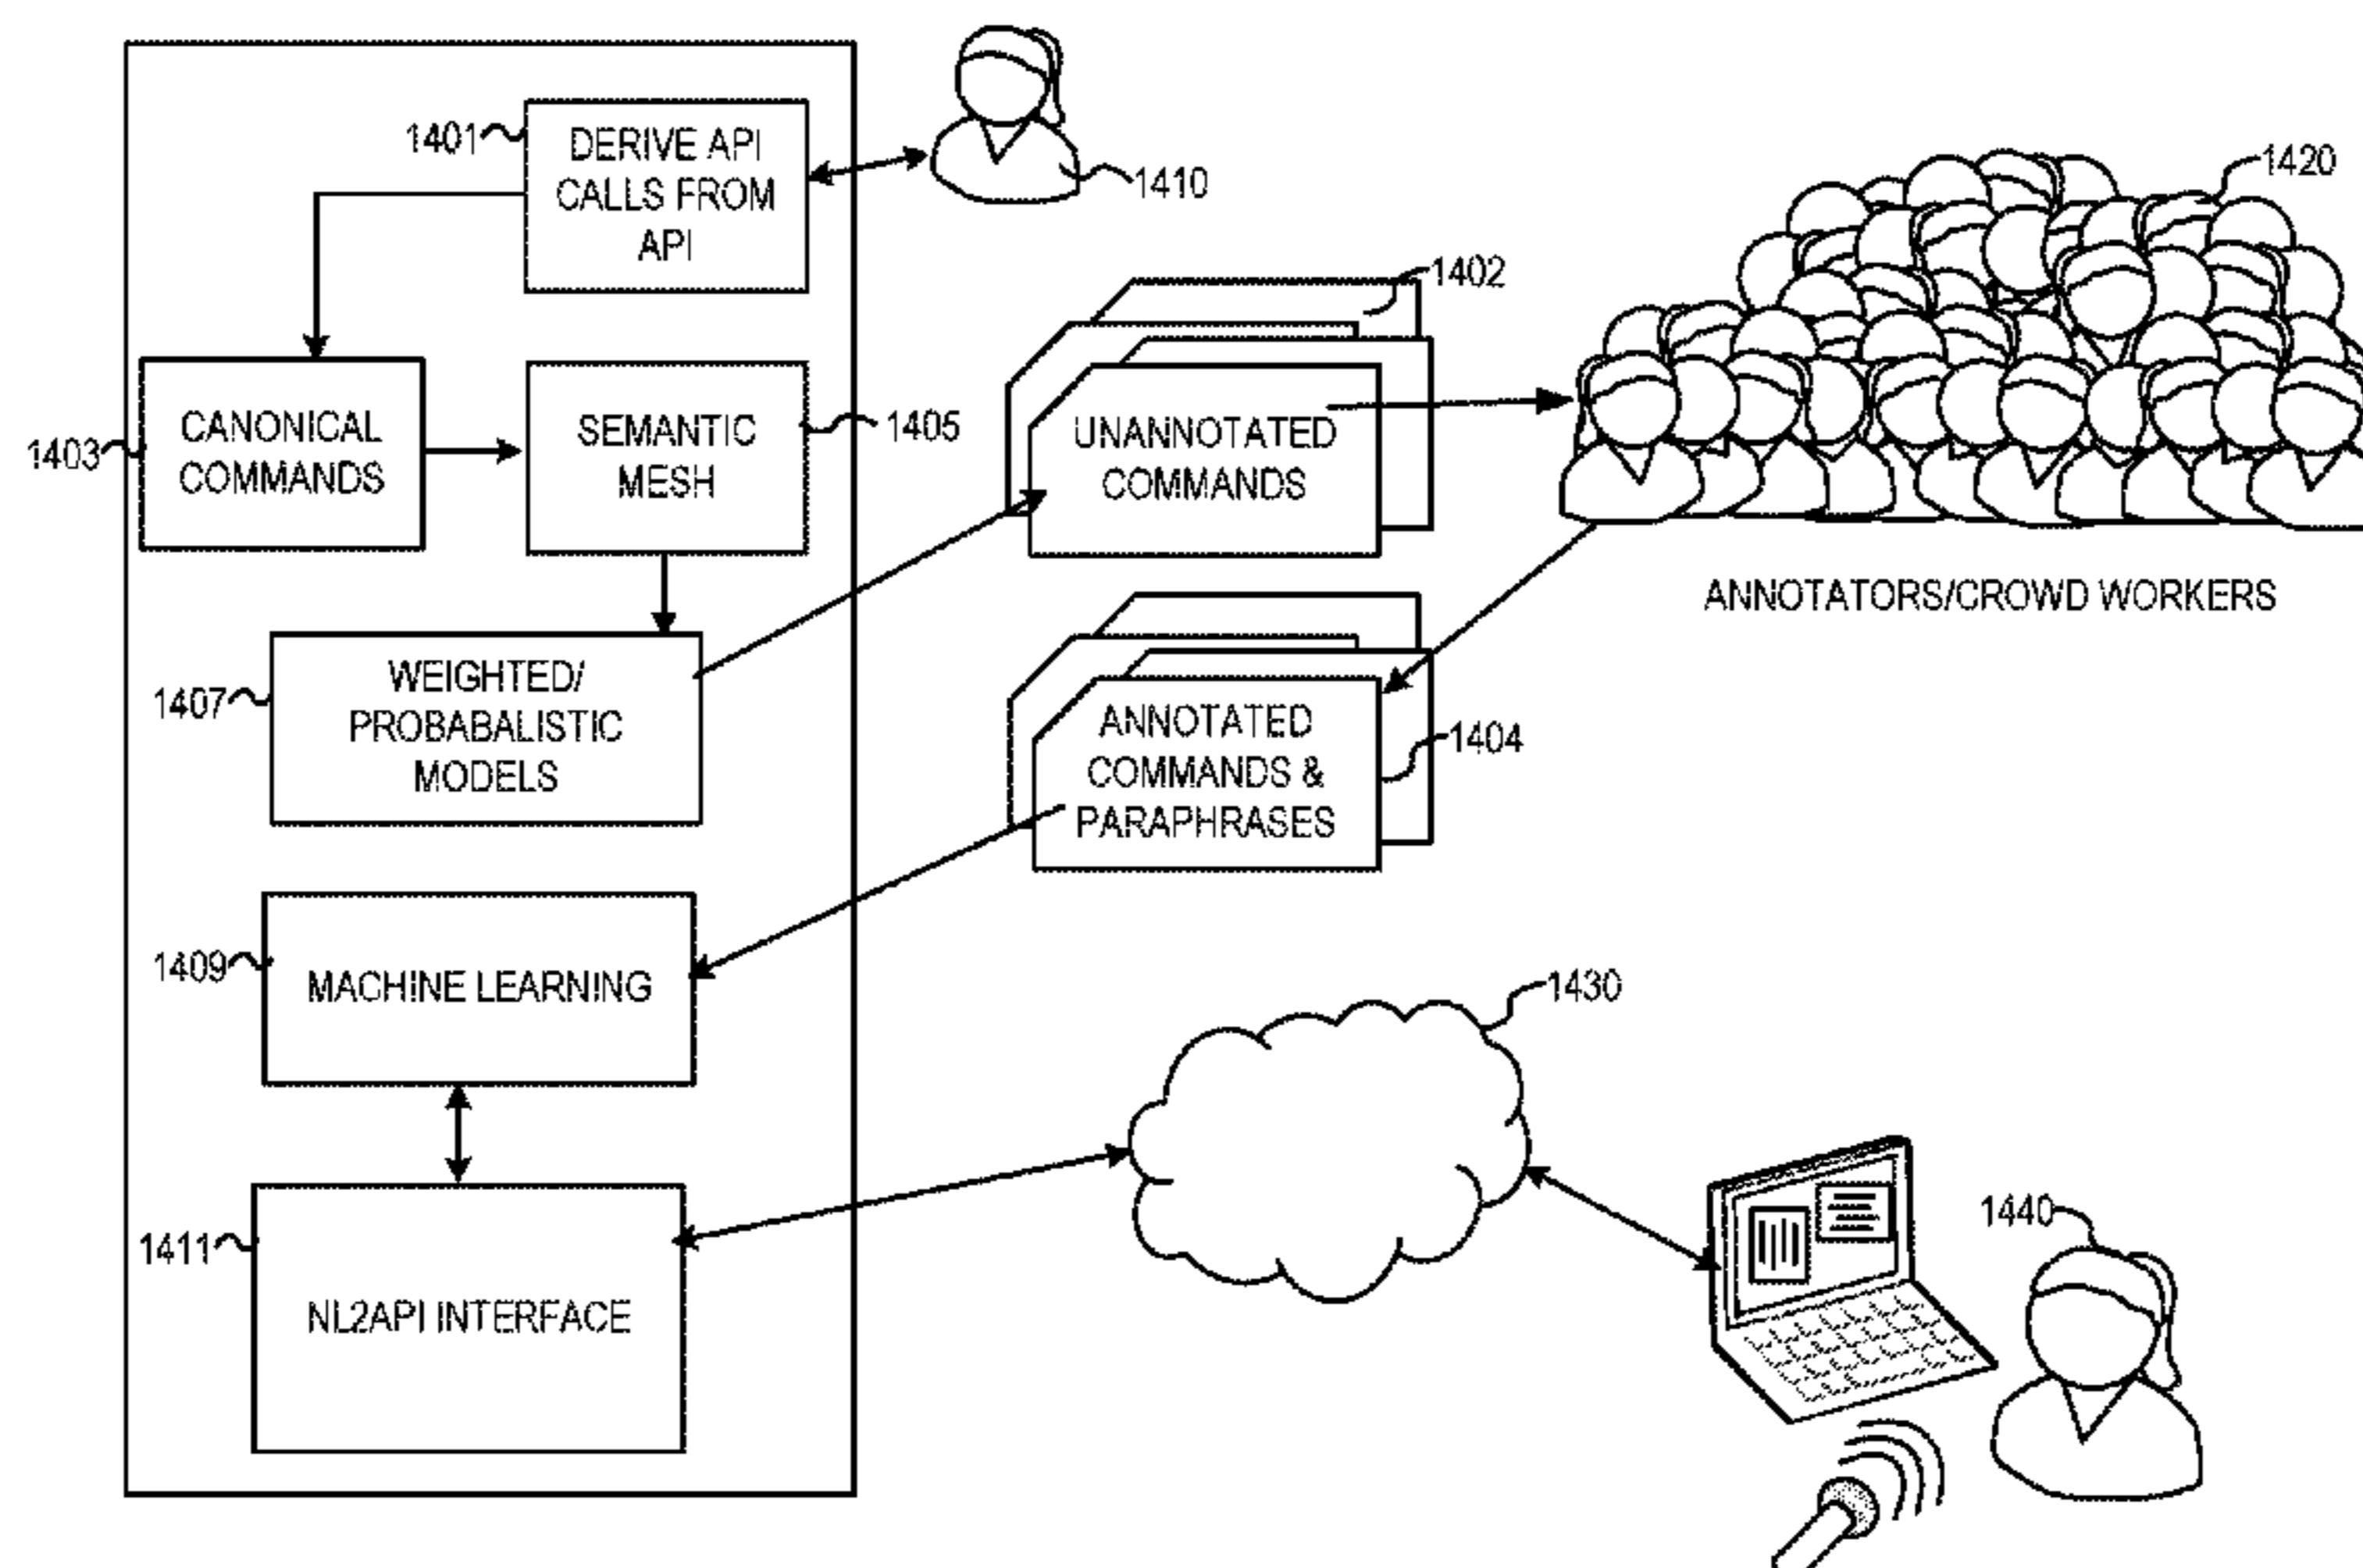 1401
DERIVE API
CALLS FROM
API
1410
1420
1402
1403
CANONICAL
COMMANDS
SEMANTIC
MESH
1405
UNANNOTATED
COMMANDS
ANNOTATORS/CROWD WORKERS
1407
WEIGHTED/
PROBABALISTIC
MODELS
ANNOTATED
COMMANDS &
PARAPHRASES
1404
1409
MACHINE LEARNING
1430
1411
NL2API INTERFACE
1440